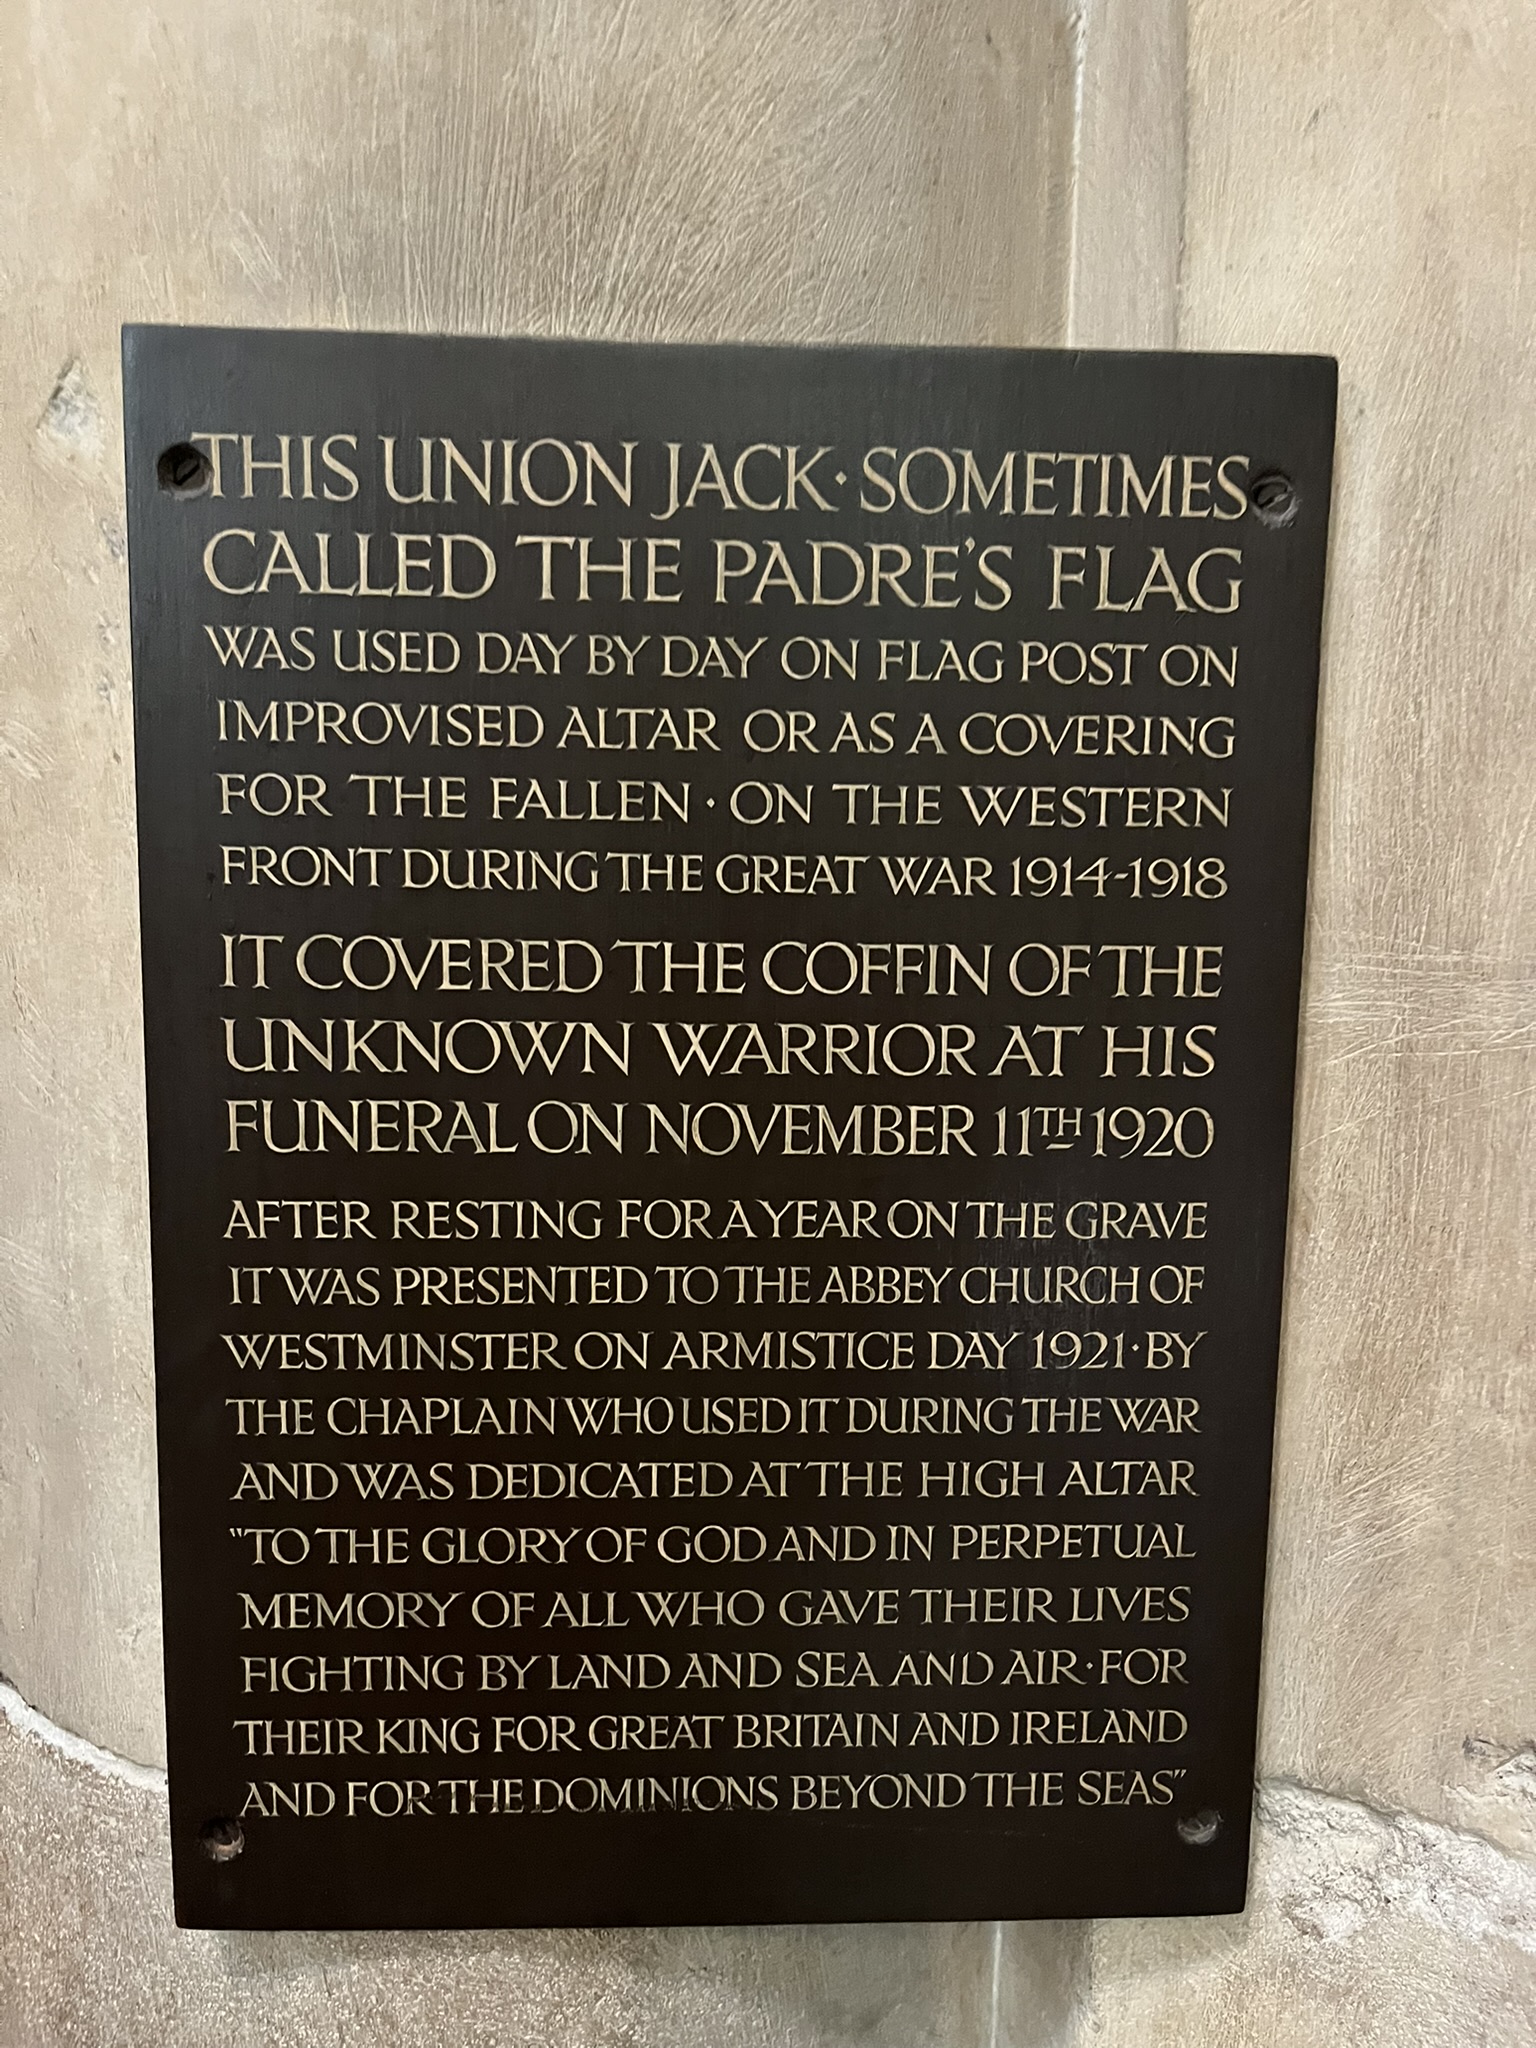 THIS UNION JACK · SOMETIMES
CALLED THE PADRE'S FLAG
WAS USED DAY BY DAY ON FLAG POST ON
IMPROVISED ALTAR OR AS A COVERING
FOR THE FALLEN · ON THE WESTERN
FRONT DURING THE GREAT WAR 1914-1918
IT COVERED THE COFFIN OF THE
UNKNOWN WARRIOR AT HIS
FUNERAL ON NOVEMBER 11TH 1920
AFTER RESTING FOR A YEAR ON THE GRAVE
IT WAS PRESENTED TO THE ABBEY CHURCH OF
WESTMINSTER ON ARMISTICE DAY 1921 · BY
THE CHAPLAIN WHO USED IT DURING THE WAR
AND WAS DEDICATED AT THE HIGH ALTAR
"TO THE GLORY OF GOD AND IN PERPETUAL
MEMORY OF ALL WHO GAVE THEIR LIVES
FIGHTING BY LAND AND SEA AND AIR · FOR
THEIR KING FOR GREAT BRITAIN AND IRELAND
AND FOR THE DOMINIONS BEYOND THE SEAS"